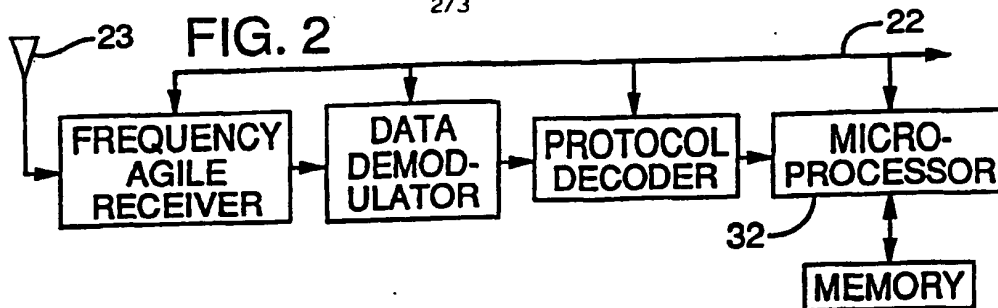 2/3
23
FIG. 2
22
FREQUENCY
AGILE
RECEIVER
DATA
DEMOD-
ULATOR
PROTOCOL
DECODER
MICRO-
PROCESSOR
32
MEMORY